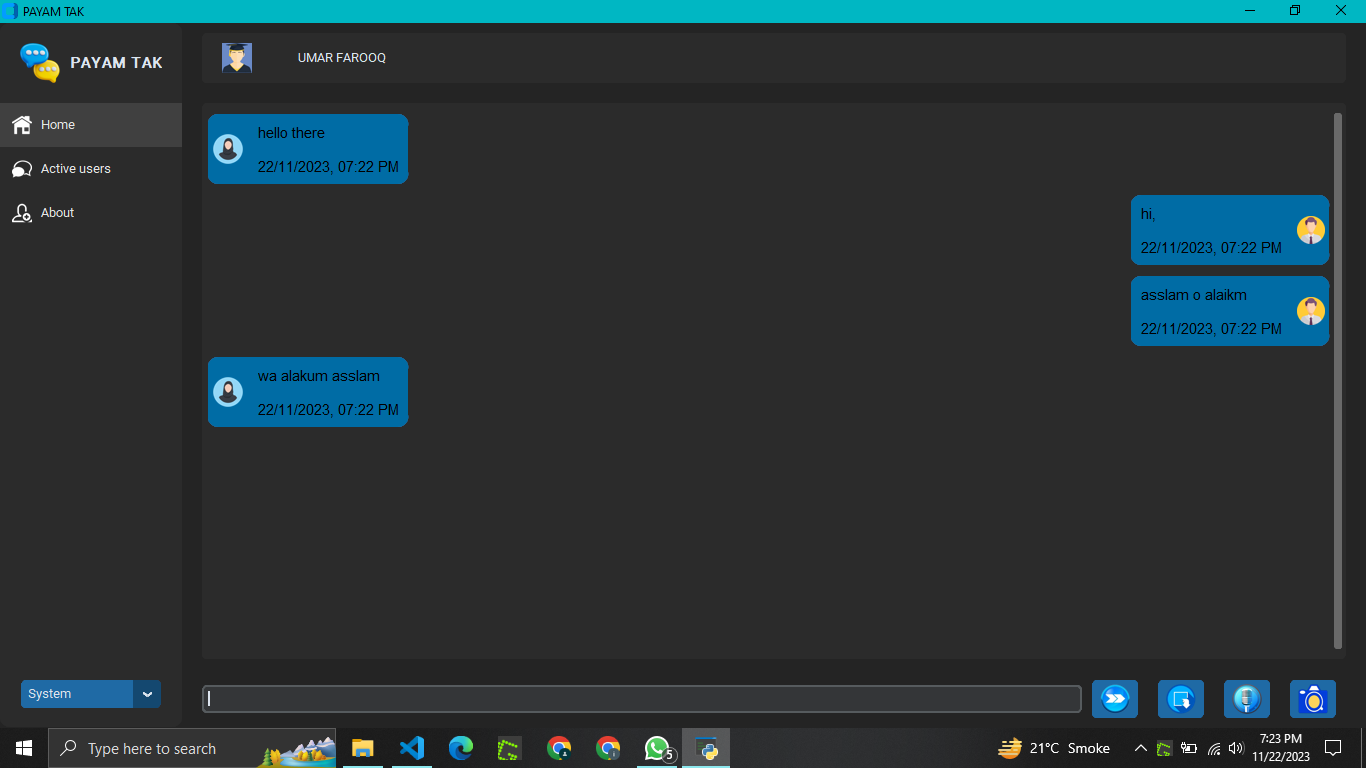 PAYAM TAK
PAYAM TAK
UMAR FAROOQ
Home
Active users
About
hello there
22/11/2023, 07:22 PM
hi,
22/11/2023, 07:22 PM
asslam o alaikm
22/11/2023, 07:22 PM
wa alakum asslam
22/11/2023, 07:22 PM
System
Type here to search
5
21°C Smoke
7:23 PM
11/22/2023